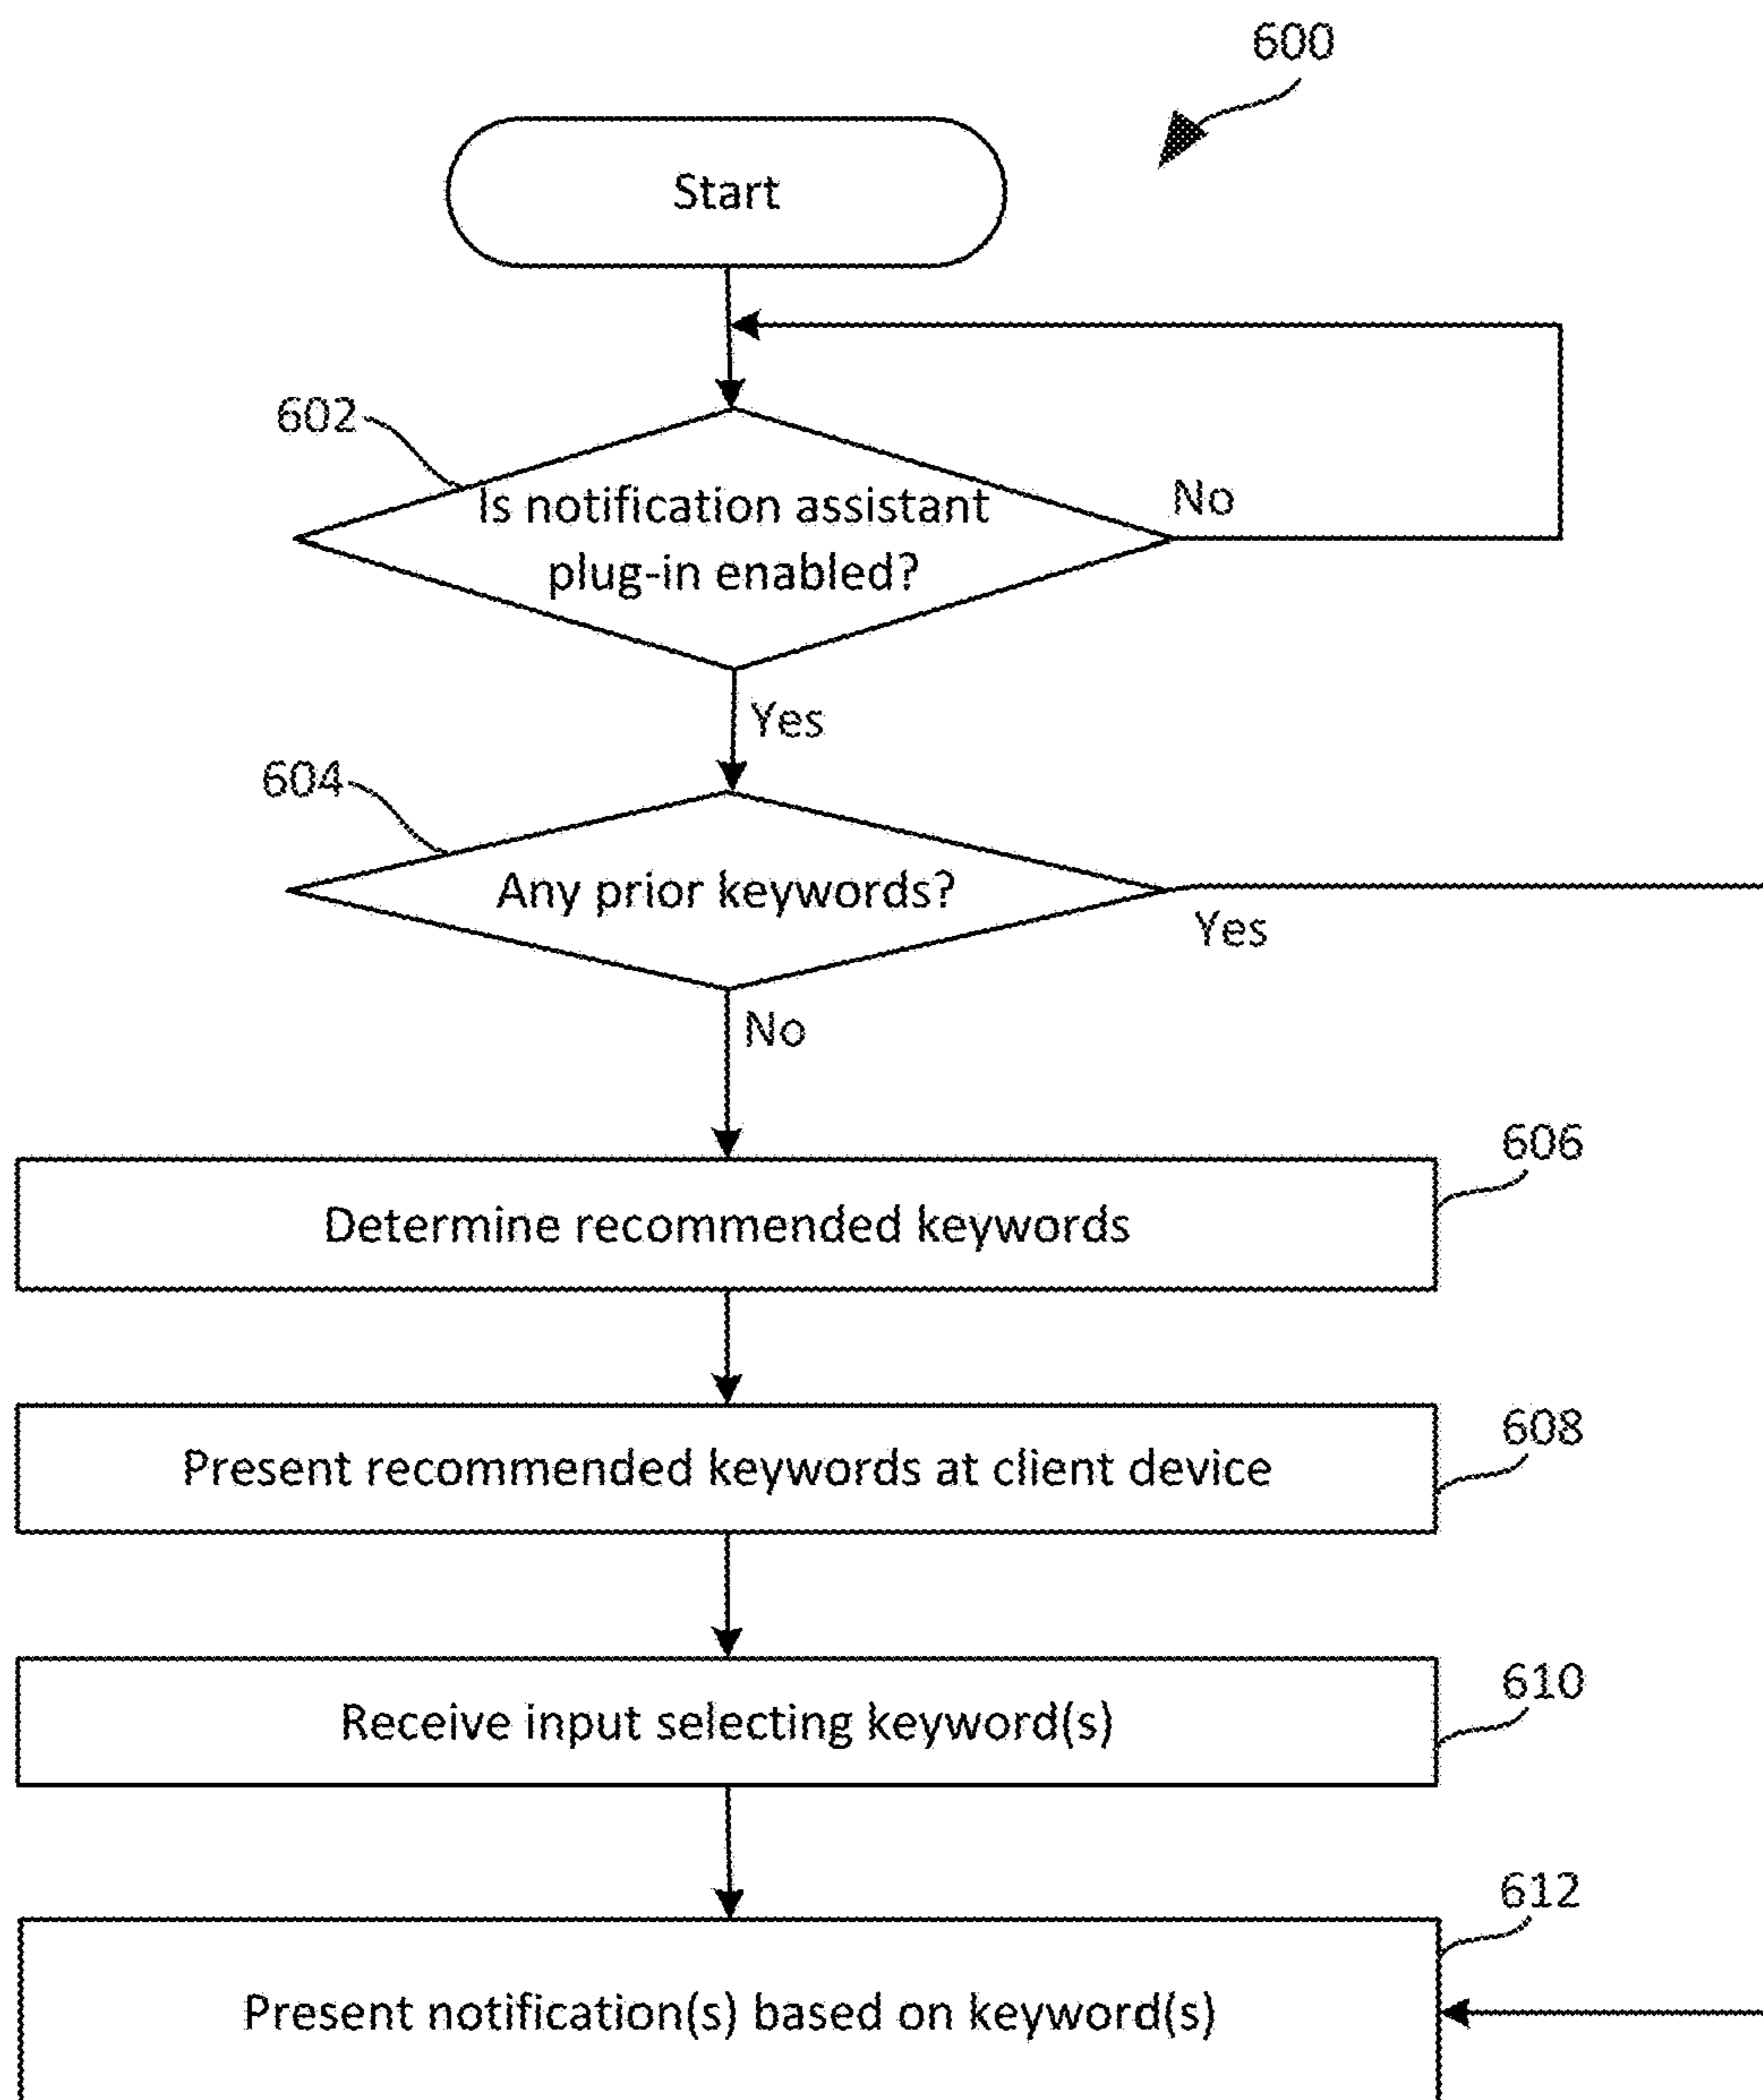 600
Start
602
Is notification assistant
plug-in enabled?
No
Yes
604
Any prior keywords?
Yes
No
606
Determine recommended keywords
608
Present recommended keywords at client device
610
Receive input selecting keyword(s)
612
Present notification(s) based on keyword(s)